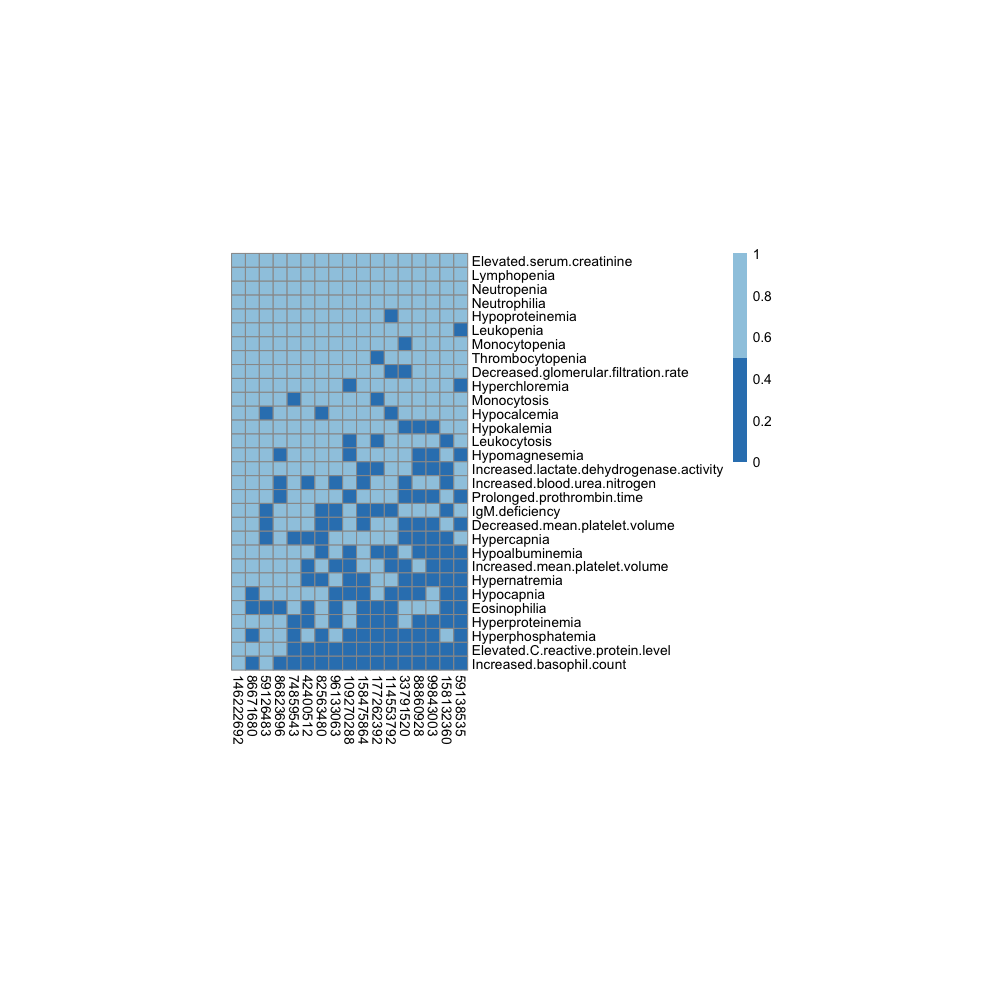 Elevated.serum.creatinine
Lymphopenia
Neutropenia
Neutrophilia
Hypoproteinemia
Leukopenia
Monocytopenia
Thrombocytopenia
Decreased.glomerular.filtration.rate
Hyperchloremia
Monocytosis
Hypocalcemia
Hypokalemia
Leukocytosis
Hypomagnesemia
Increased.lactate.dehydrogenase.activity
Increased.blood.urea.nitrogen
Prolonged.prothrombin.time
IgM.deficiency
Decreased.mean.platelet.volume
Hypercapnia
Hypoalbuminemia
Increased.mean.platelet.volume
Hypernatremia
Hypocapnia
Eosinophilia
Hyperproteinemia
Hyperphosphatemia
Elevated.C.reactive.protein.level
Increased.basophil.count
146222692
86671680
59126483
86823696
74859543
42400512
82563480
96133063
109270288
158475864
177262392
114553792
33791520
88860928
99843003
158132360
59138535
1
0.8
0.6
0.4
0.2
0